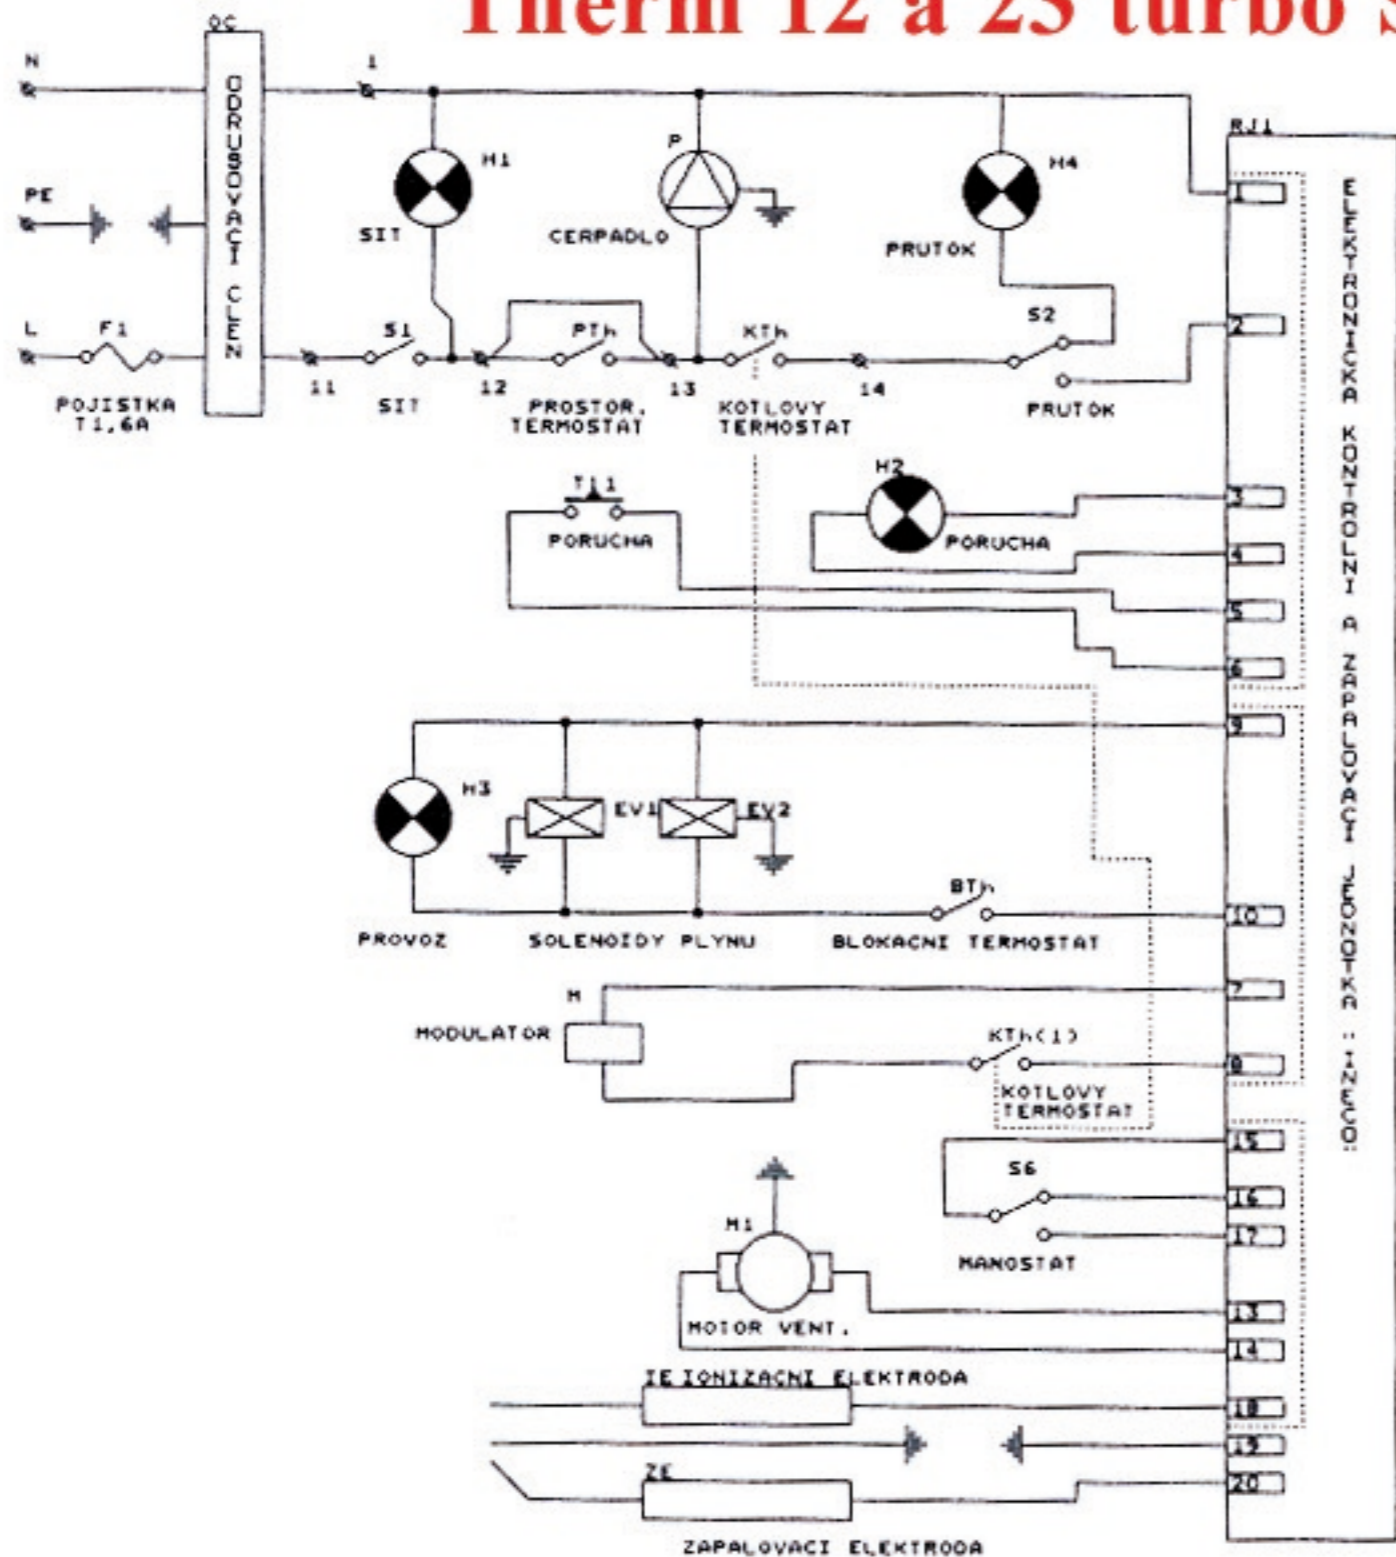 Therm 12 a 23 turbo
OC
N
1
ODRUSOVACI CLEN
RJ1
P
H1
H4
1
PE
SIT
CERPADLO
PRUTOK
L
F1
S1
PTh
KTh
S2
2
11
12
13
14
POJISTKA
T1,6A
SIT
PROSTOR.
TERMOSTAT
KOTLOVY
TERMOSTAT
PRUTOK
H2
T11
3
PORUCHA
PORUCHA
4
5
6
9
H3
EV1
EV2
BTh
10
PROVOZ
SOLENOIDY PLYNU
BLOKACNI TERMOSTAT
M
7
MODULATOR
KTh(1)
8
KOTLOVY
TERMOSTAT
15
S6
16
17
MANOSTAT
M1
13
MOTOR VENT.
14
IE IONIZACNI ELEKTRODA
18
19
ZE
20
ZAPALOVACI ELEKTRODA
ELEKTRONICKA KONTROLNI A ZAPALOVACI JEDNOTKA "INECO"